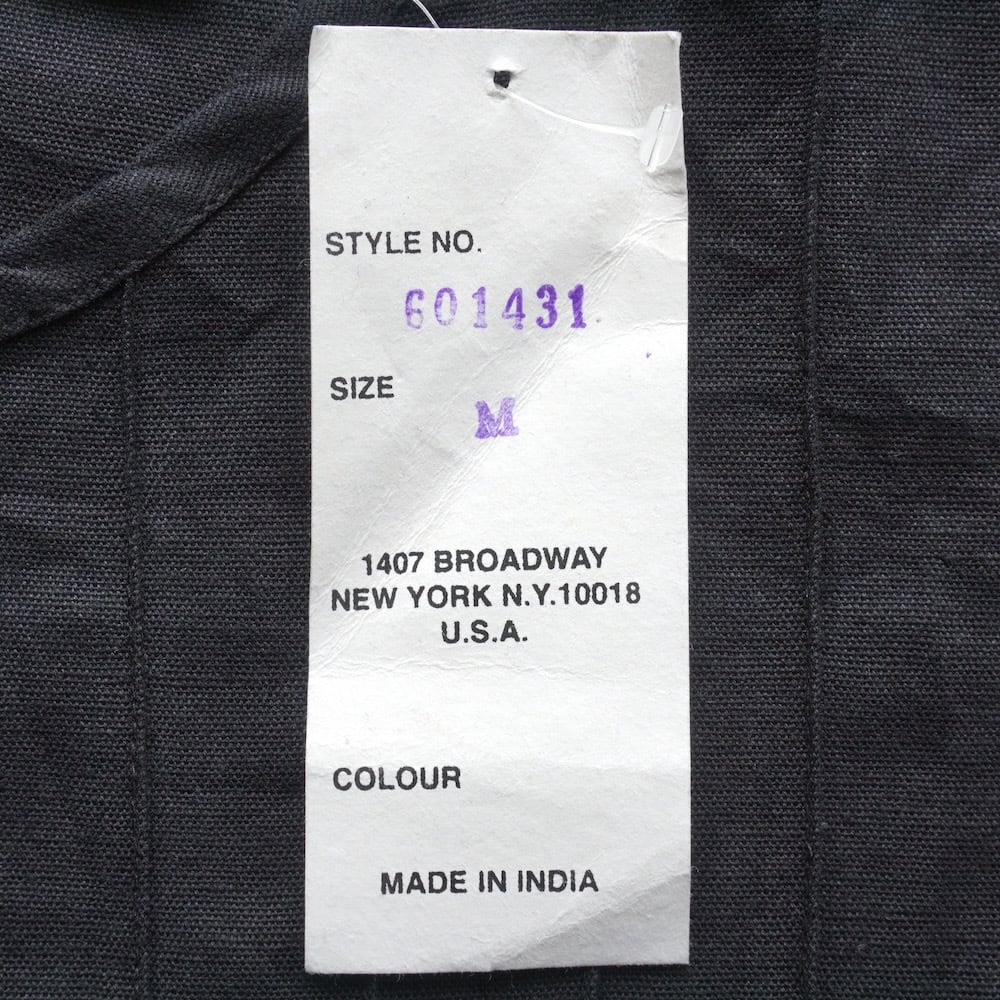 STYLE NO.
601431
SIZE
M
1407 BROADWAY
NEW YORK N.Y.10018
U.S.A.
COLOUR
MADE IN INDIA